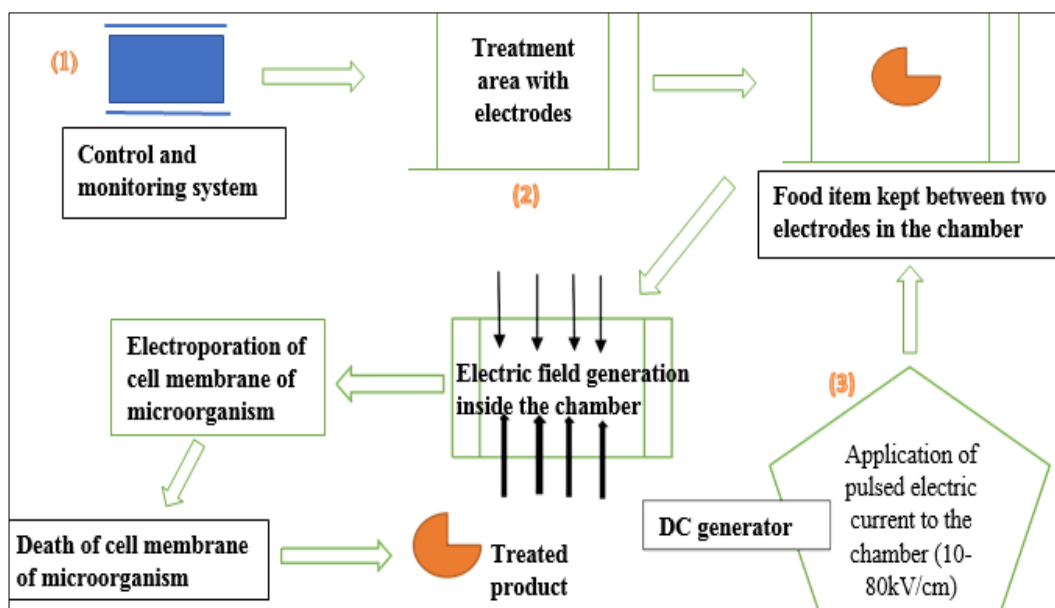 (1)
Control and
monitoring system
Treatment
area with
electrodes
(2)
Food item kept between two
electrodes in the chamber
Electric field generation
inside the chamber
Electroporation of
cell membrane of
microorganism
Death of cell membrane
of microorganism
Treated
product
(3)
DC generator
Application of
pulsed electric
current to the
chamber (10-
80kV/cm)